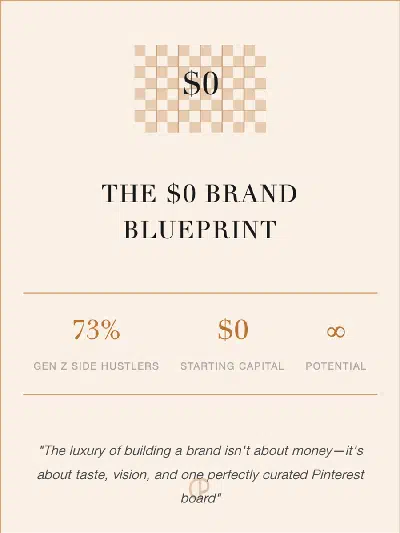 $0
THE $0 BRAND
BLUEPRINT
73% $0 ∞
GEN Z SIDE HUSTLERS STARTING CAPITAL POTENTIAL
"The luxury of building a brand isn't about money—it's
about taste, vision, and one perfectly curated Pinterest
board"